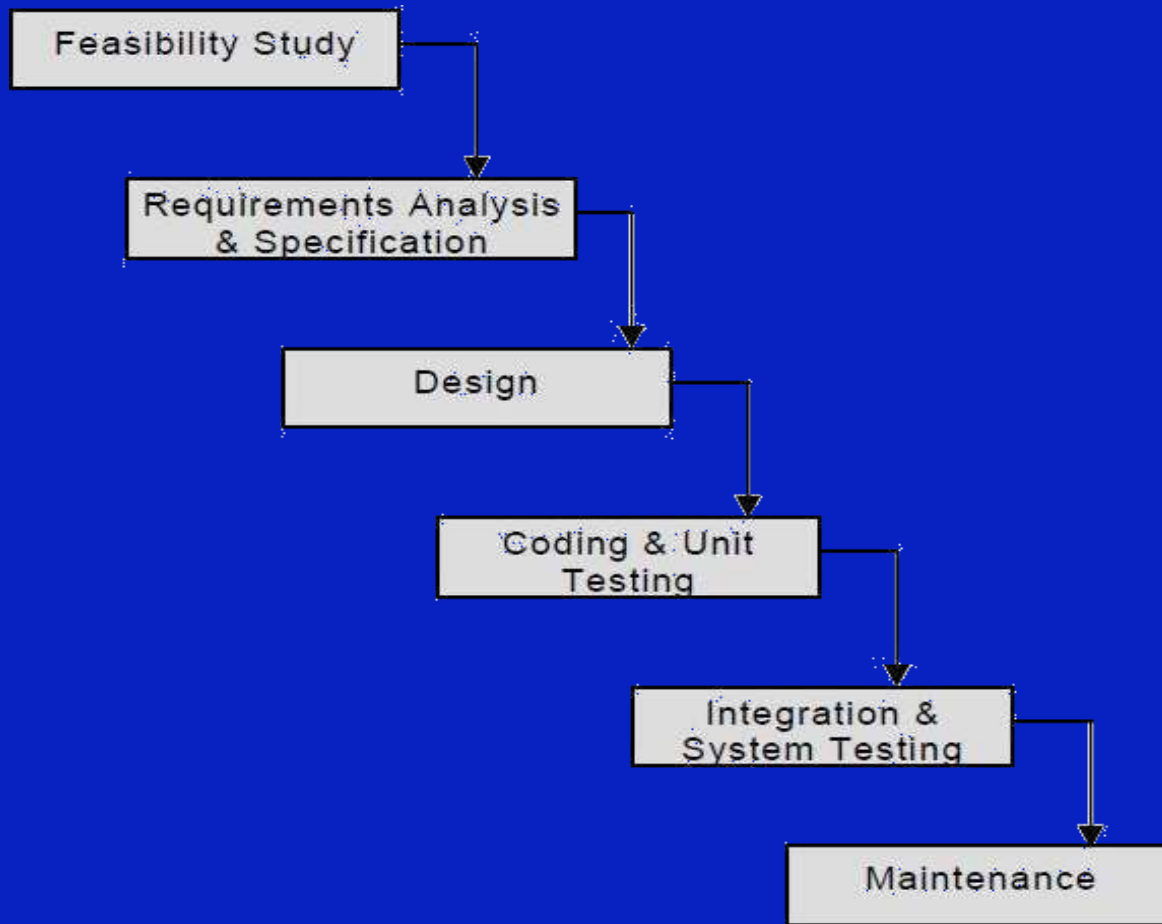 Feasibility Study
Requirements Analysis
& Specification
Design
Coding & Unit
Testing
Integration &
System Testing
Maintenance